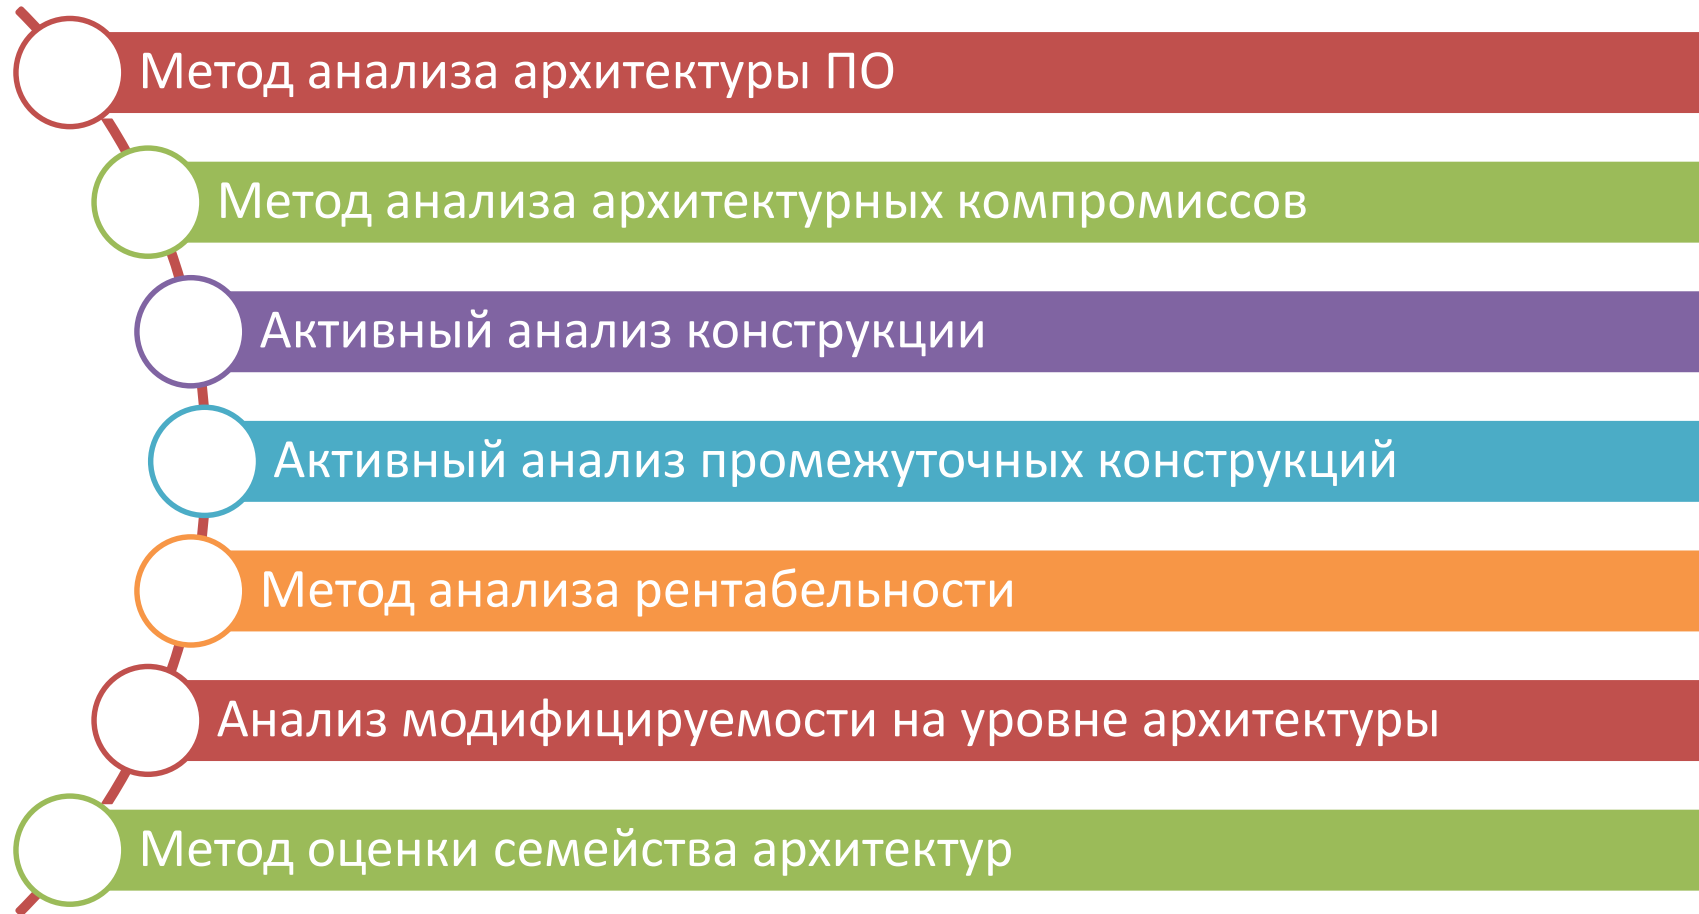 Метод анализа архитектуры ПО
Метод анализа архитектурных компромиссов
Активный анализ конструкции
Активный анализ промежуточных конструкций
Метод анализа рентабельности
Анализ модифицируемости на уровне архитектуры
Метод оценки семейства архитектур